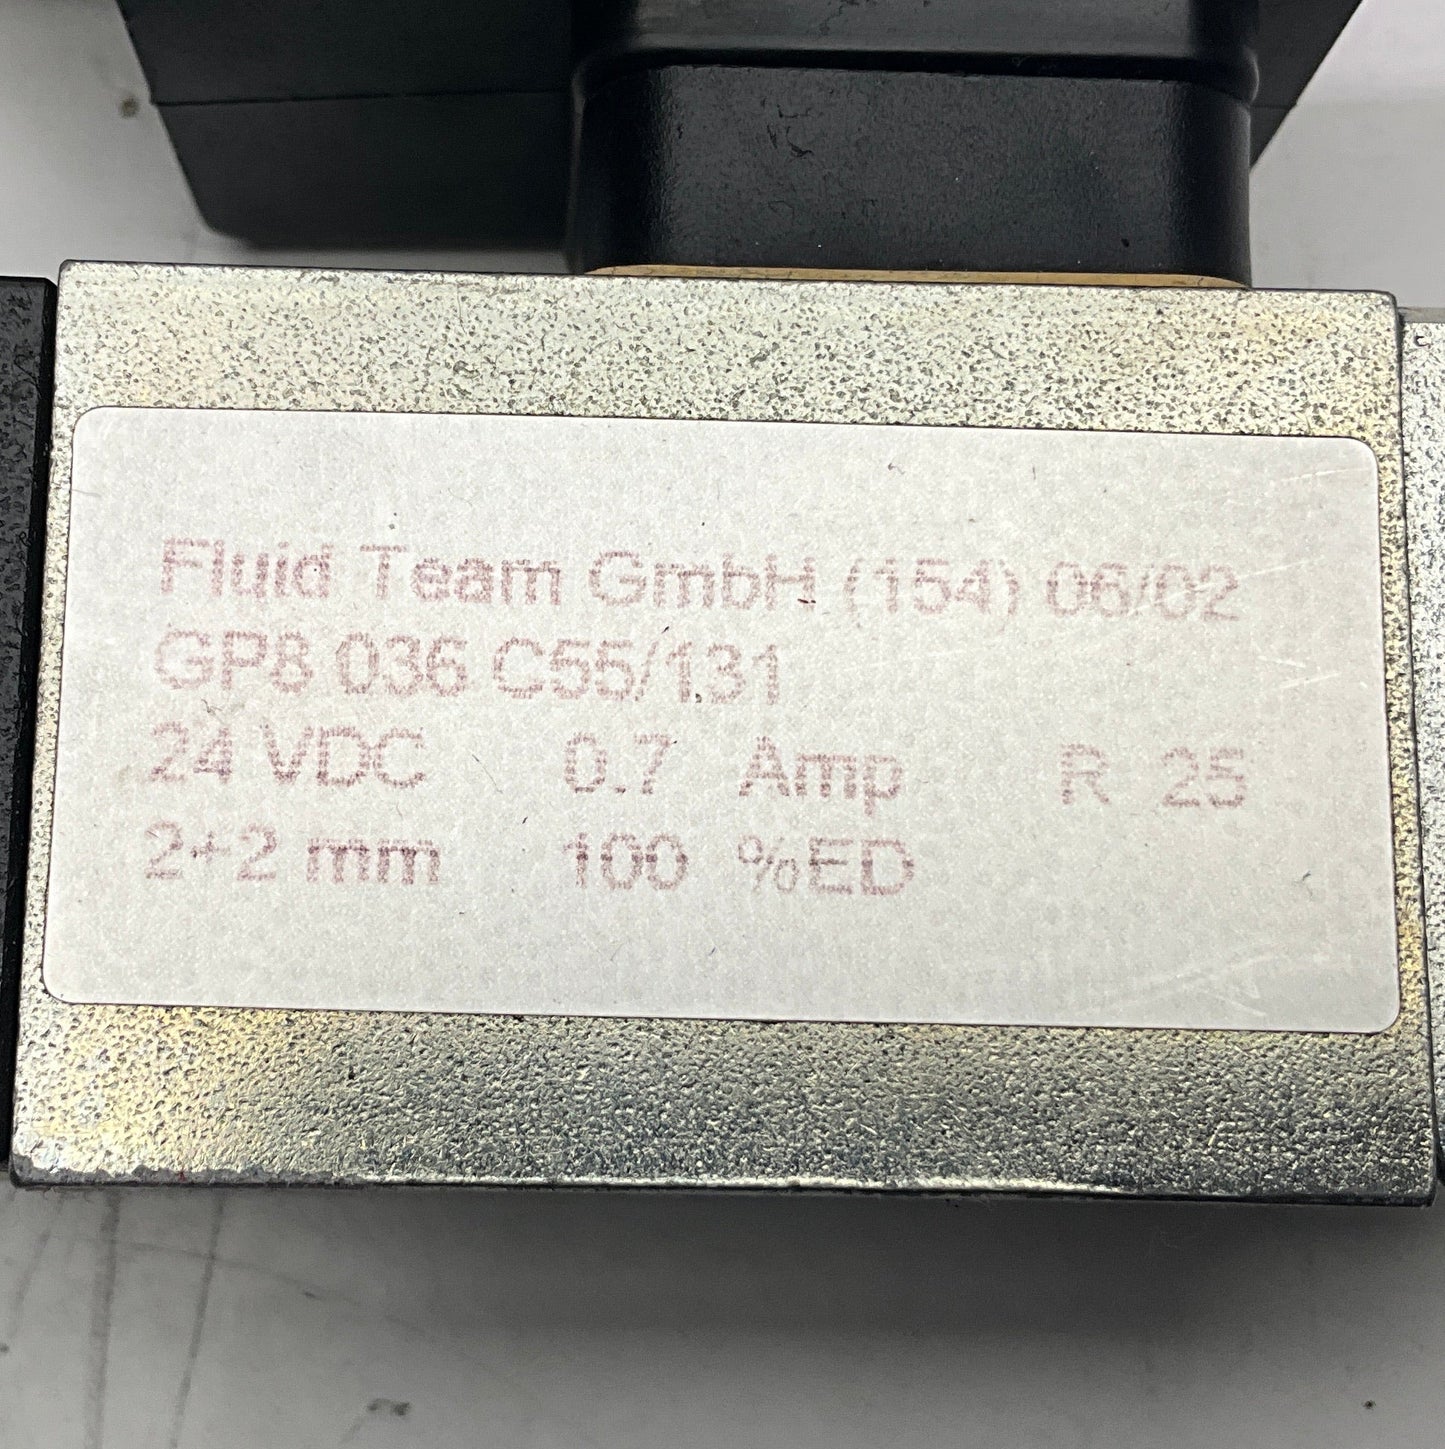 Fluid Team GmbH (154) 06/02
GP8 036 C55/131
24 VDC 0.7 Amp R 25
2+2 mm 100 %ED